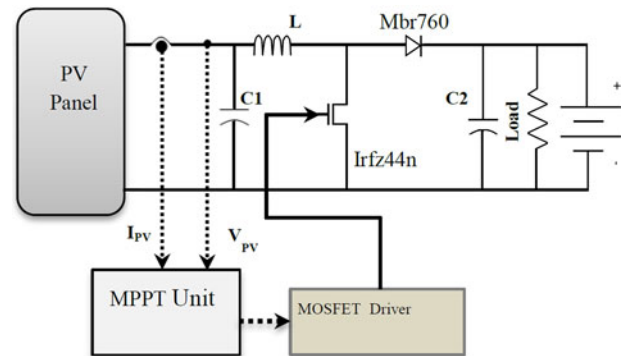 L
Mbr760
PV
Panel
C1
C2
Load
+
-
Irfz44n
IPV
VPV
MPPT Unit
MOSFET Driver